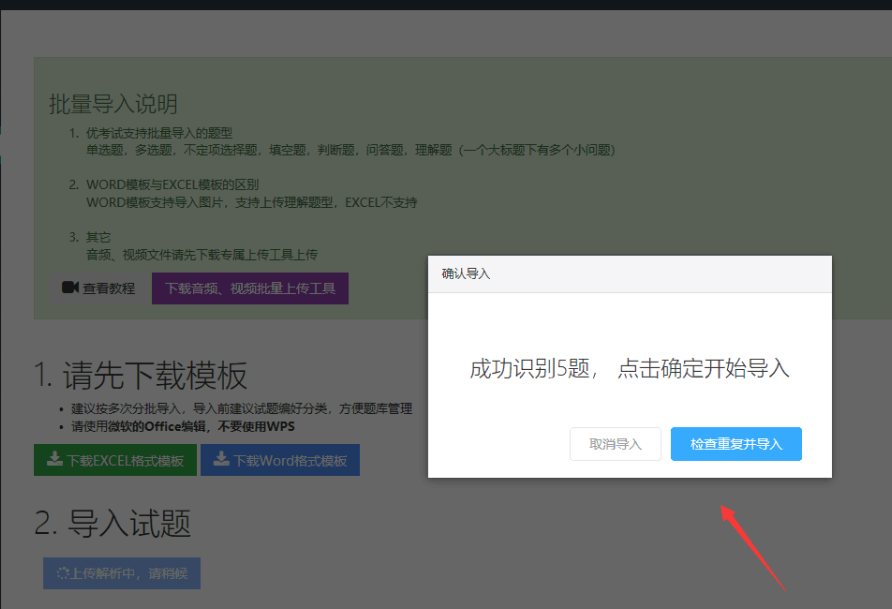 批量导入说明
1. 优考试支持批量导入的题型
单选题，多选题，不定项选择题，填空题，判断题，问答题，理解题（一个大标题下有多个小问题）
2. WORD模板与EXCEL模板的区别
WORD模板支持导入图片，支持上传理解题型，EXCEL不支持
3. 其它
音频、视频文件请先下载专属上传工具上传
查看教程
下载音频、视频批量上传工具
确认导入
成功识别5题， 点击确定开始导入
取消导入
检查重复并导入
1. 请先下载模板
• 建议按多次分批导入，导入前建议试题编好分类，方便题库管理
• 请使用微软的Office编辑，不要使用WPS
下载EXCEL格式模板
下载Word格式模板
2. 导入试题
上传解析中，请稍候